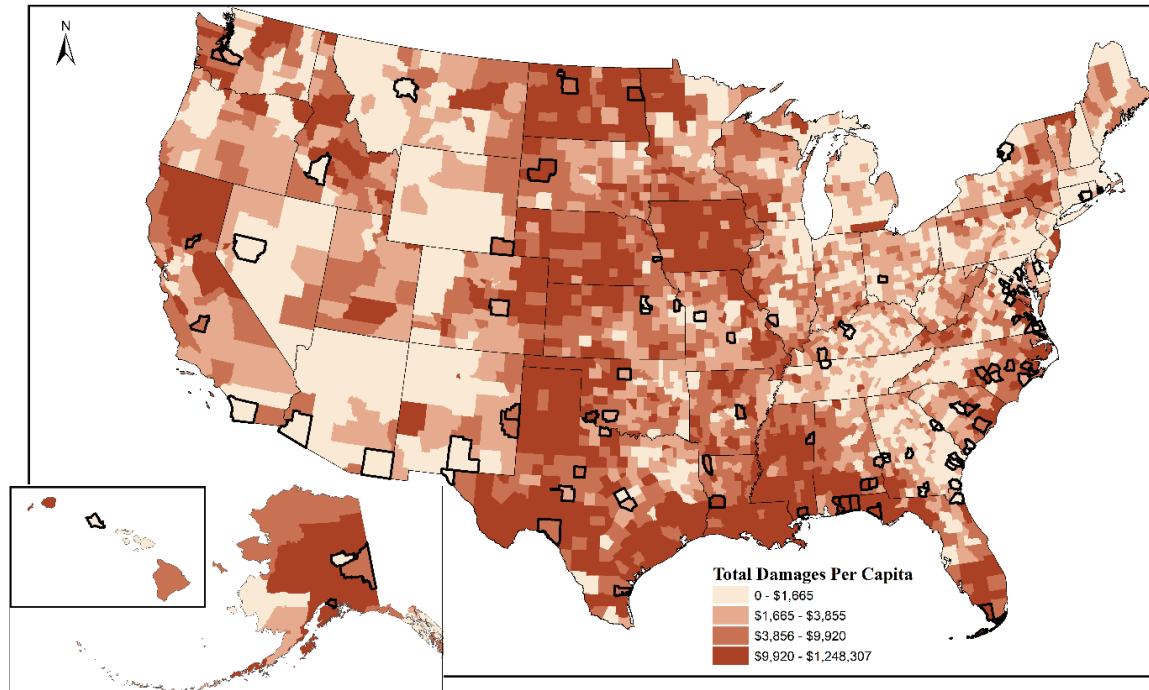 N
Total Damages Per Capita
0 - $1,665
$1,665 - $3,855
$3,856 - $9,920
$9,920 - $1,248,307